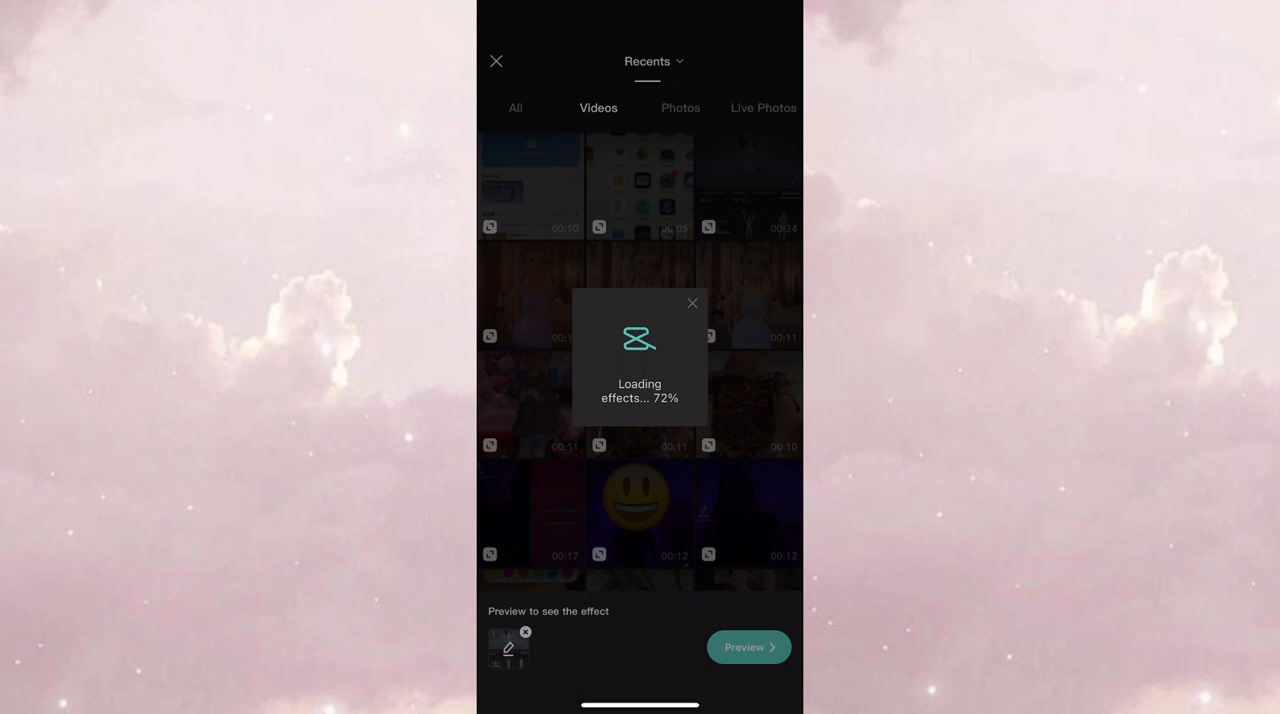 Recents
All Videos Photos Live Photos
00:10 00:05 00:24
00:11
00:11 00:11 00:10
00:17 00:12 00:12
Loading
effects... 72%
Preview to see the effect
Preview